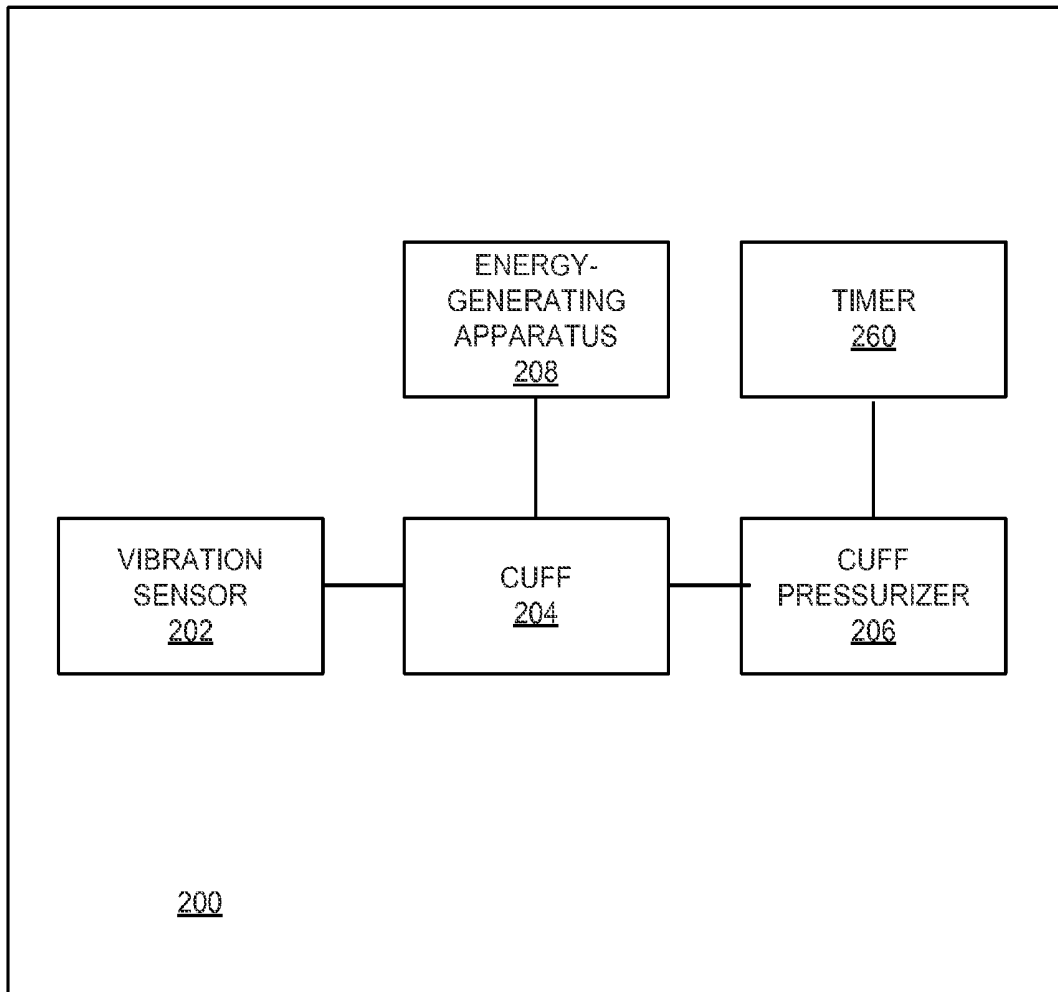 ENERGY-
GENERATING
APPARATUS
208
TIMER
260
VIBRATION
SENSOR
202
CUFF
204
CUFF
PRESSURIZER
206
200